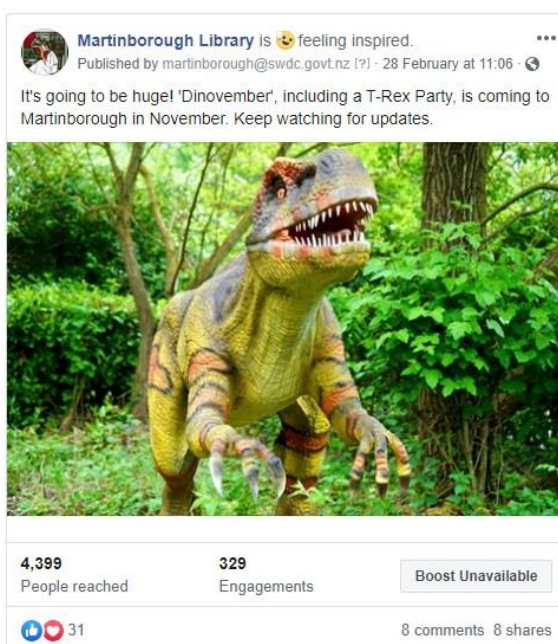 Martinborough Library is feeling inspired.
Published by martinborough@swdc.govt.nz [?] · 28 February at 11:06 ·
It's going to be huge! 'Dinovember', including a T-Rex Party, is coming to
Martinborough in November. Keep watching for updates.
4,399
People reached
329
Engagements
Boost Unavailable
31
8 comments 8 shares